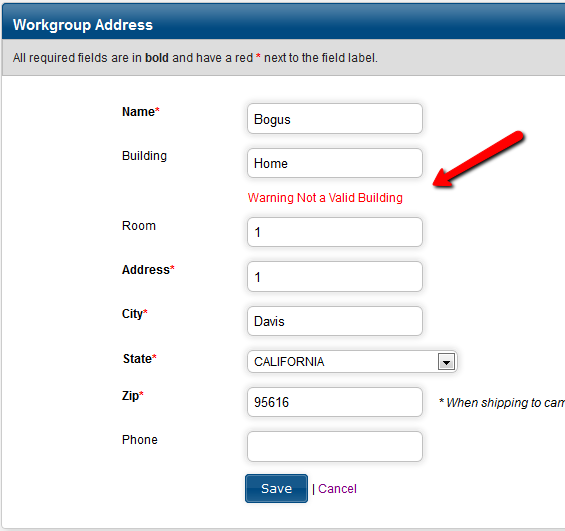 Workgroup Address
All required fields are in bold and have a red * next to the field label.
Name* Bogus
Building Home
Warning Not a Valid Building
Room 1
Address* 1
City* Davis
State* CALIFORNIA
Zip* 95616 * When shipping to cam
Phone
Save | Cancel